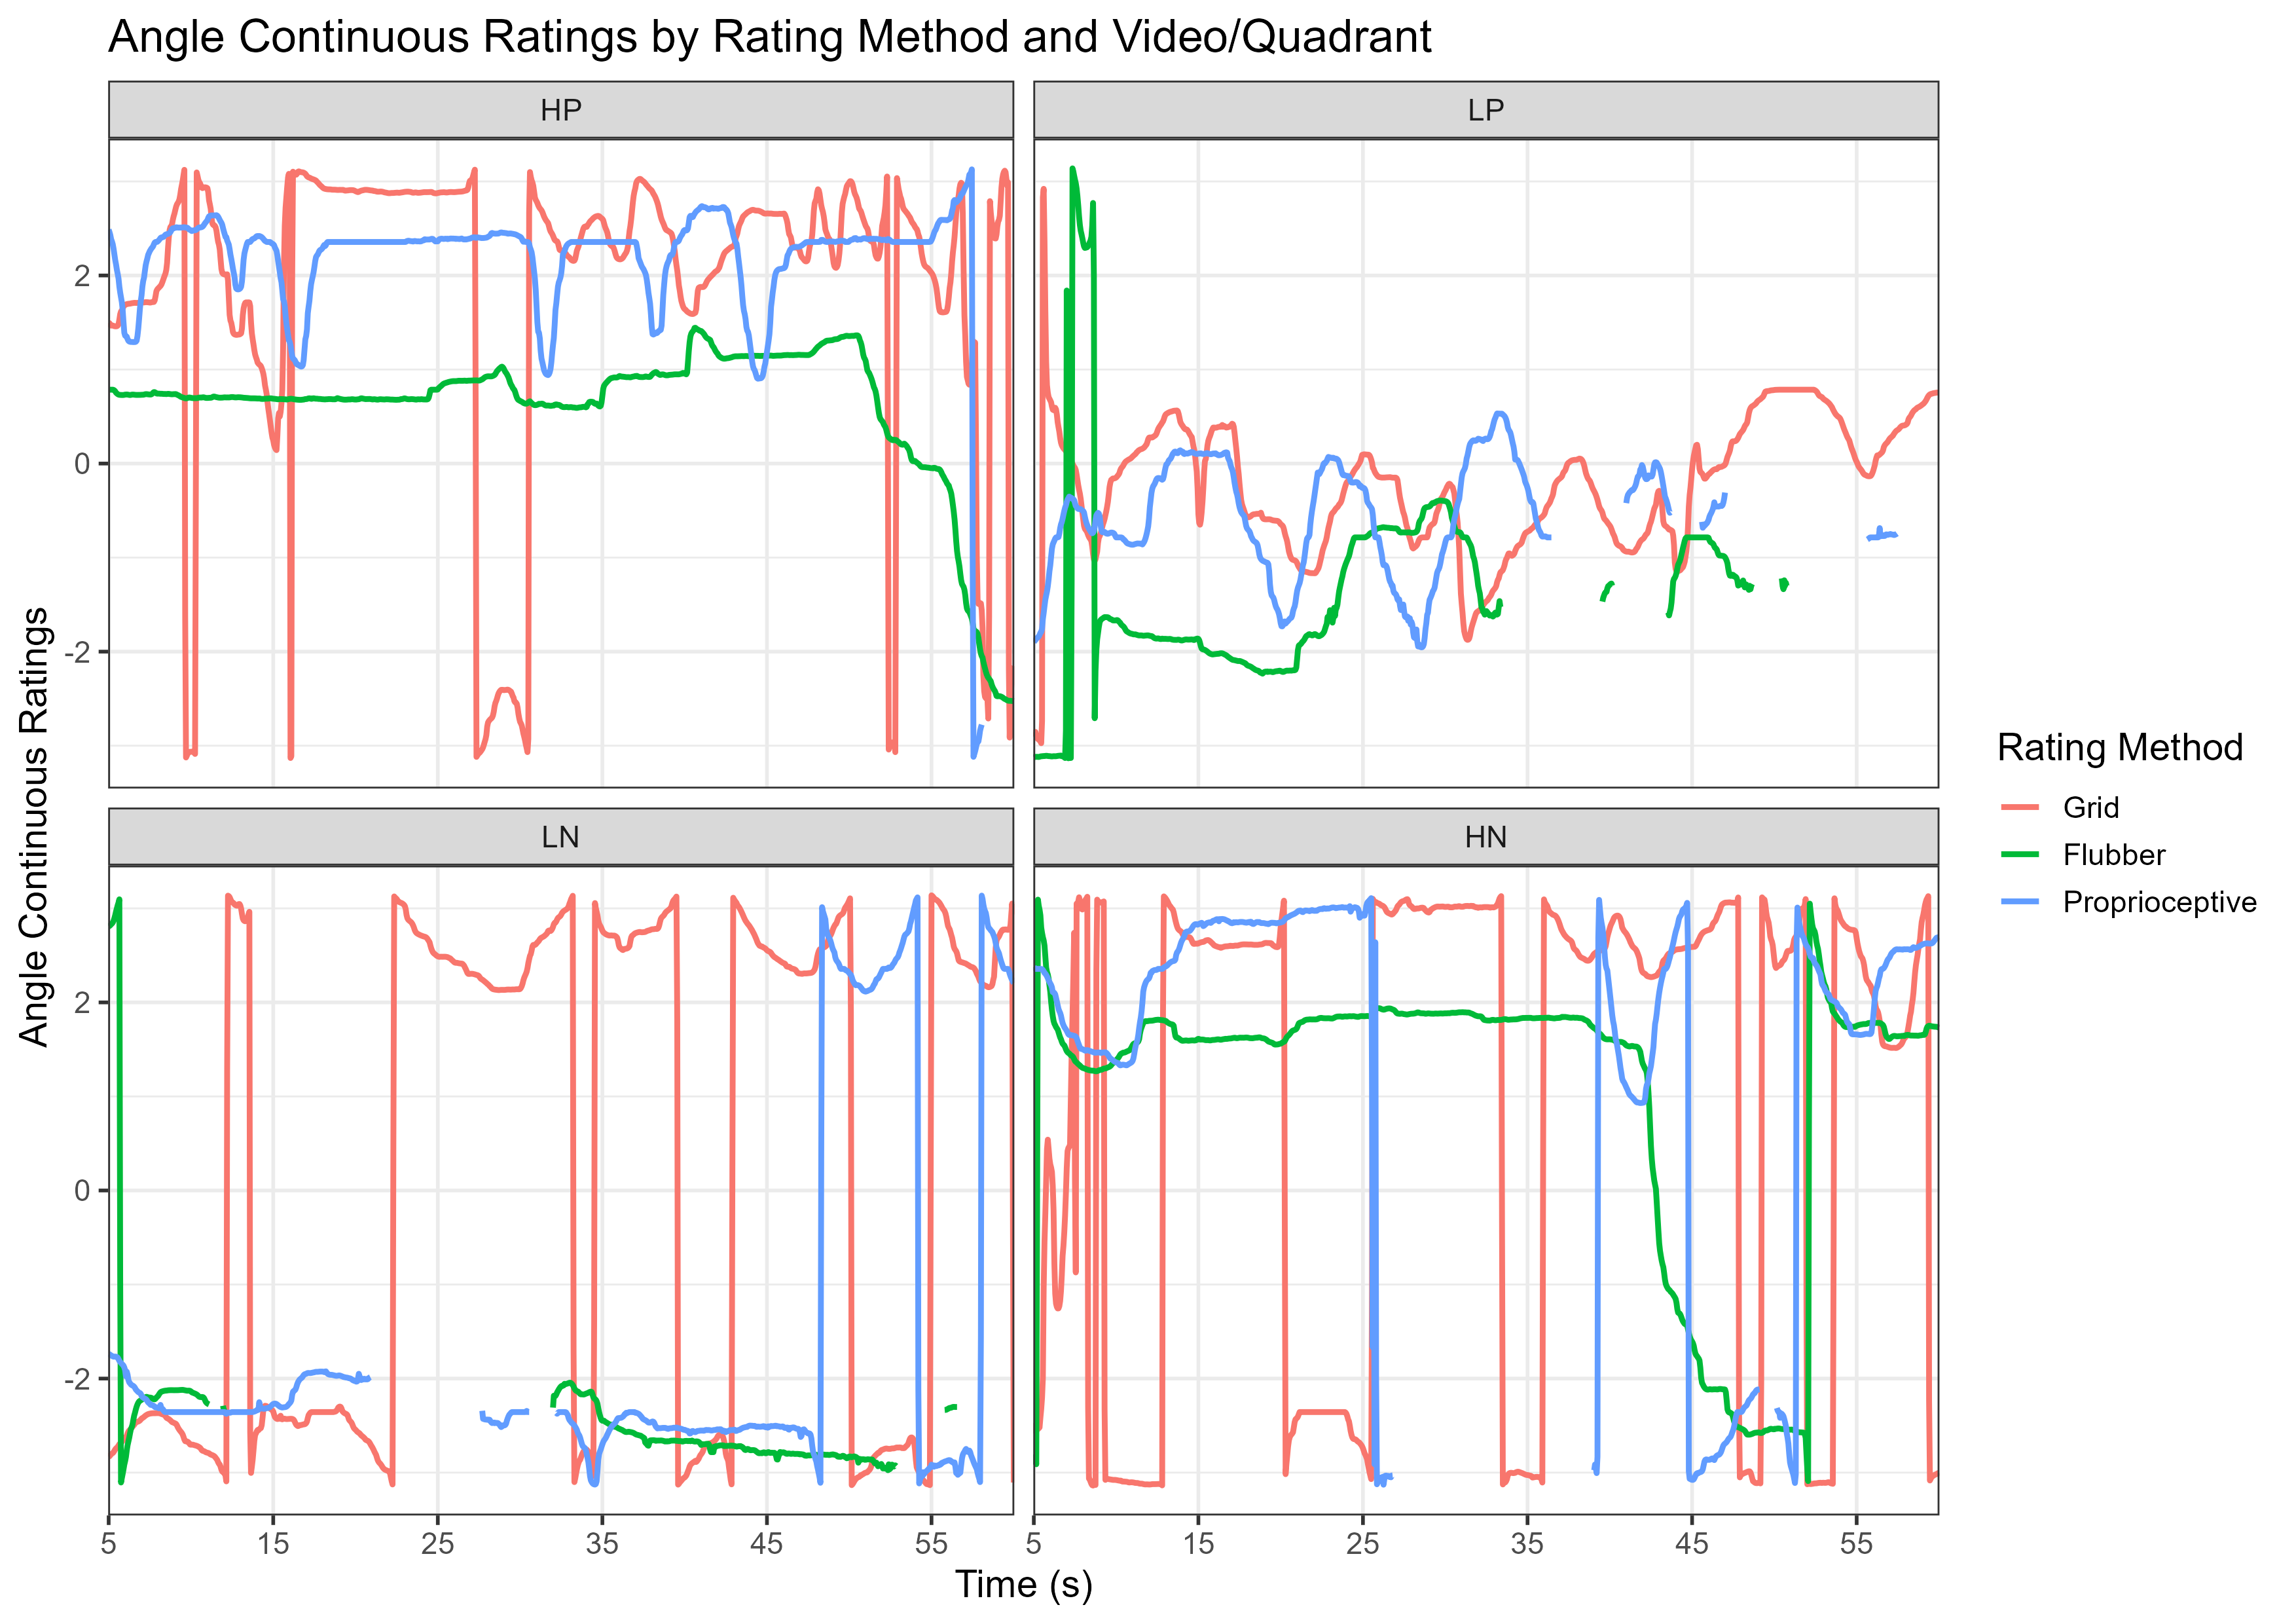 Angle Continuous Ratings by Rating Method and Video/Quadrant
HP
LP
2
0
-2
LN
HN
2
0
-2
5 15 25 35 45 55
5 15 25 35 45 55
Time (s)
Angle Continuous Ratings
Rating Method
Grid
Flubber
Proprioceptive